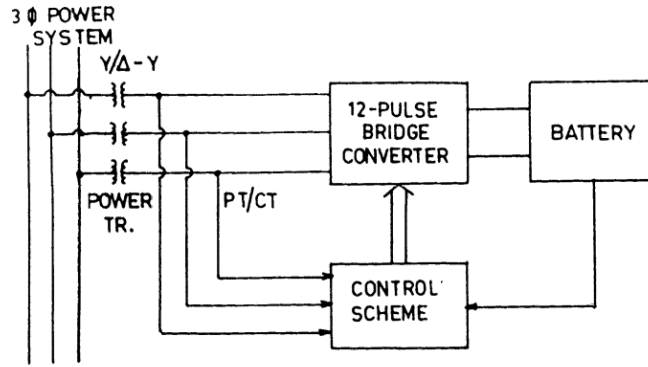 3 Φ POWER
SYSTEM
Y/Δ-Y
12-PULSE
BRIDGE
CONVERTER
BATTERY
POWER
TR.
PT/CT
CONTROL
SCHEME